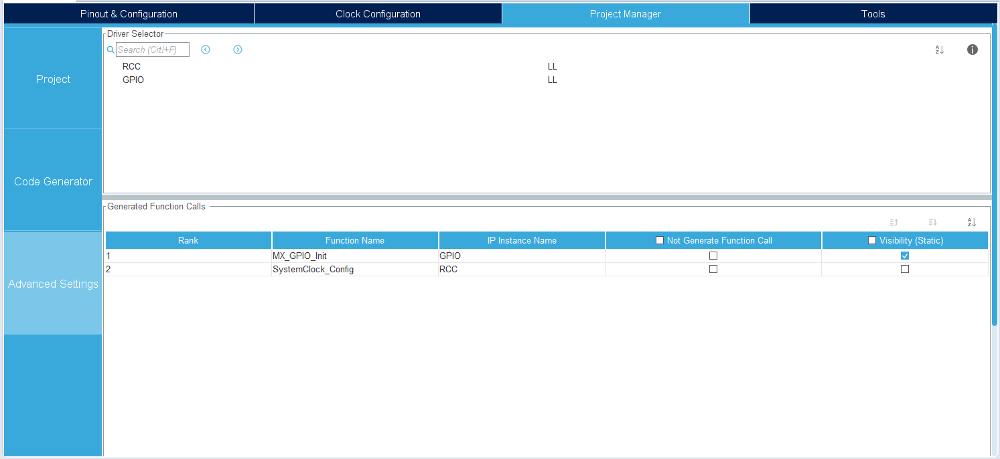 Pinout & Configuration Clock Configuration Project Manager Tools
Driver Selector
Search (Crtl+F)
RCC LL
GPIO LL
Project
Code Generator
Advanced Settings
Generated Function Calls
Rank Function Name IP Instance Name Not Generate Function Call Visibility (Static)
1 MX_GPIO_Init GPIO
2 SystemClock_Config RCC